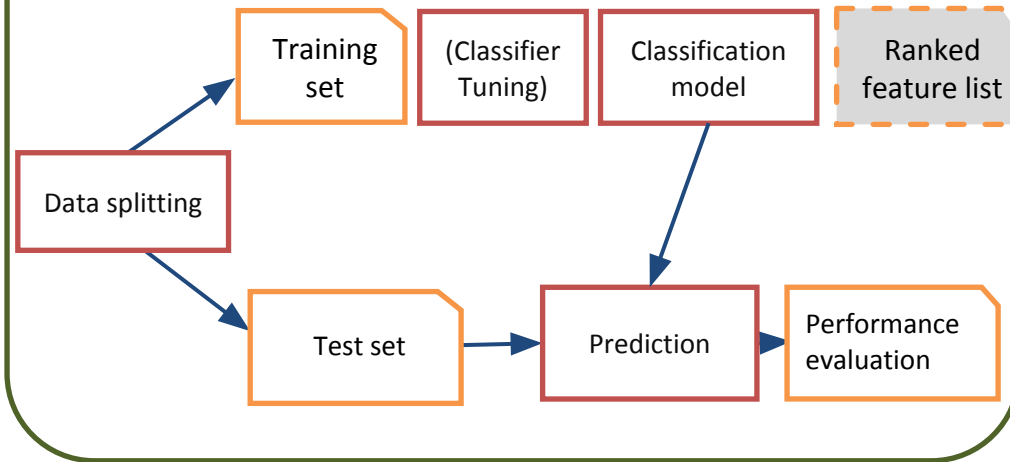 Training
set
(Classifier
Tuning)
Classification
model
Ranked
feature list
Data splitting
Test set
Prediction
Performance
evaluation